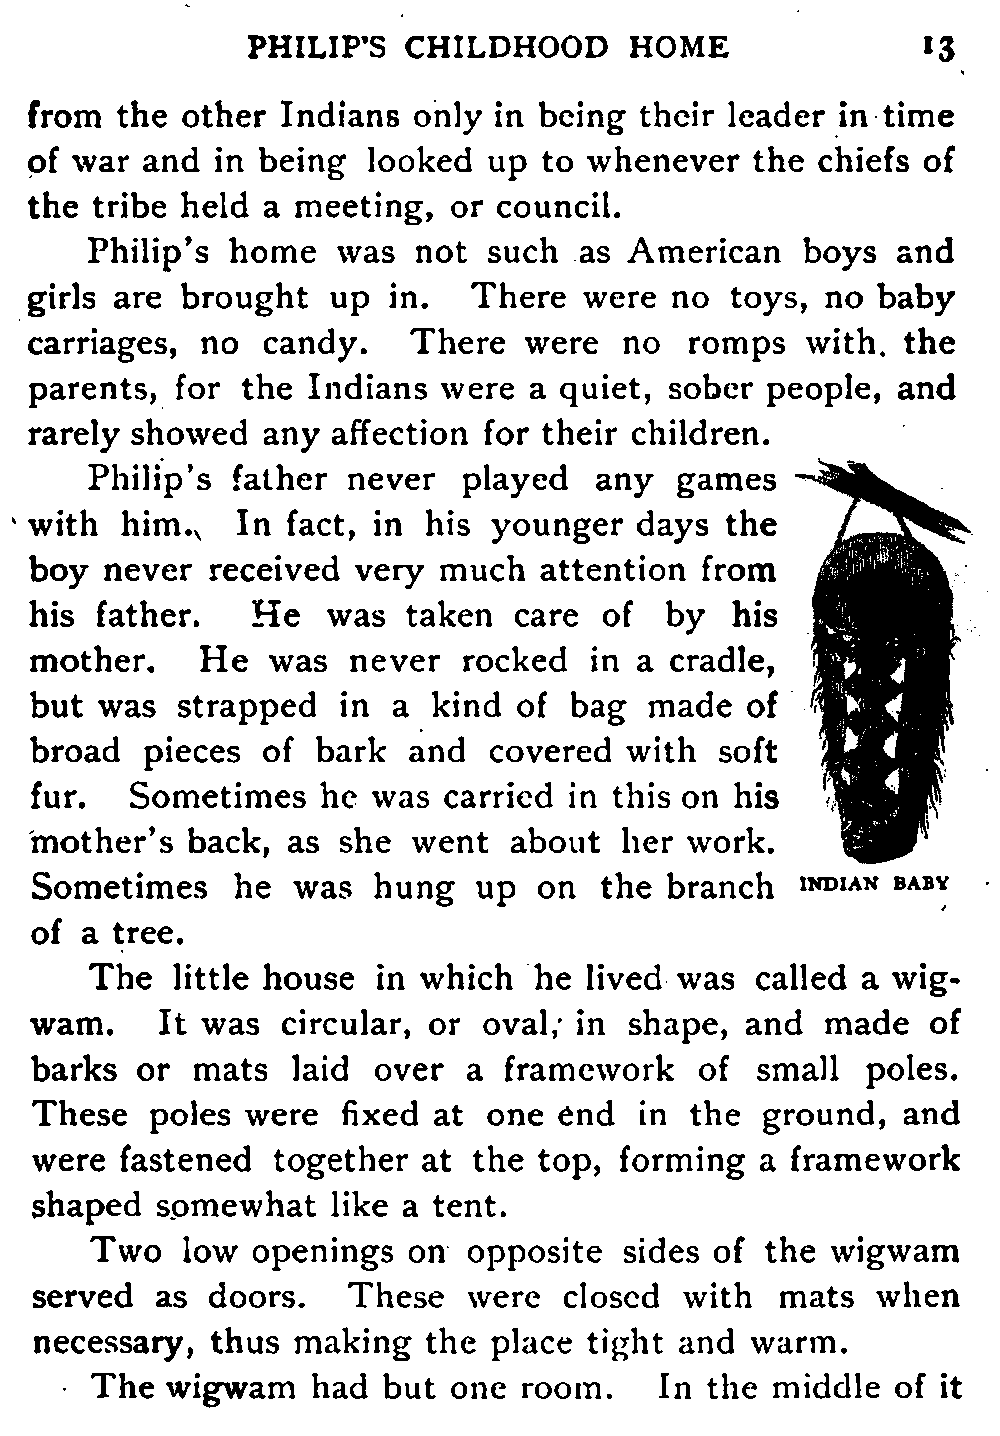 PHILIP'S CHILDHOOD HOME 13
from the other Indians only in being their leader in time
of war and in being looked up to whenever the chiefs of
the tribe held a meeting, or council.
Philip's home was not such as American boys and
girls are brought up in. There were no toys, no baby
carriages, no candy. There were no romps with the
parents, for the Indians were a quiet, sober people, and
rarely showed any affection for their children.
Philip's father never played any games
with him. In fact, in his younger days the
boy never received very much attention from
his father. He was taken care of by his
mother. He was never rocked in a cradle,
but was strapped in a kind of bag made of
broad pieces of bark and covered with soft
fur. Sometimes he was carried in this on his
mother's back, as she went about her work.
Sometimes he was hung up on the branch
of a tree.
INDIAN BABY
The little house in which he lived was called a wig-
wam. It was circular, or oval, in shape, and made of
barks or mats laid over a framework of small poles.
These poles were fixed at one end in the ground, and
were fastened together at the top, forming a framework
shaped somewhat like a tent.
Two low openings on opposite sides of the wigwam
served as doors. These were closed with mats when
necessary, thus making the place tight and warm.
The wigwam had but one room. In the middle of it